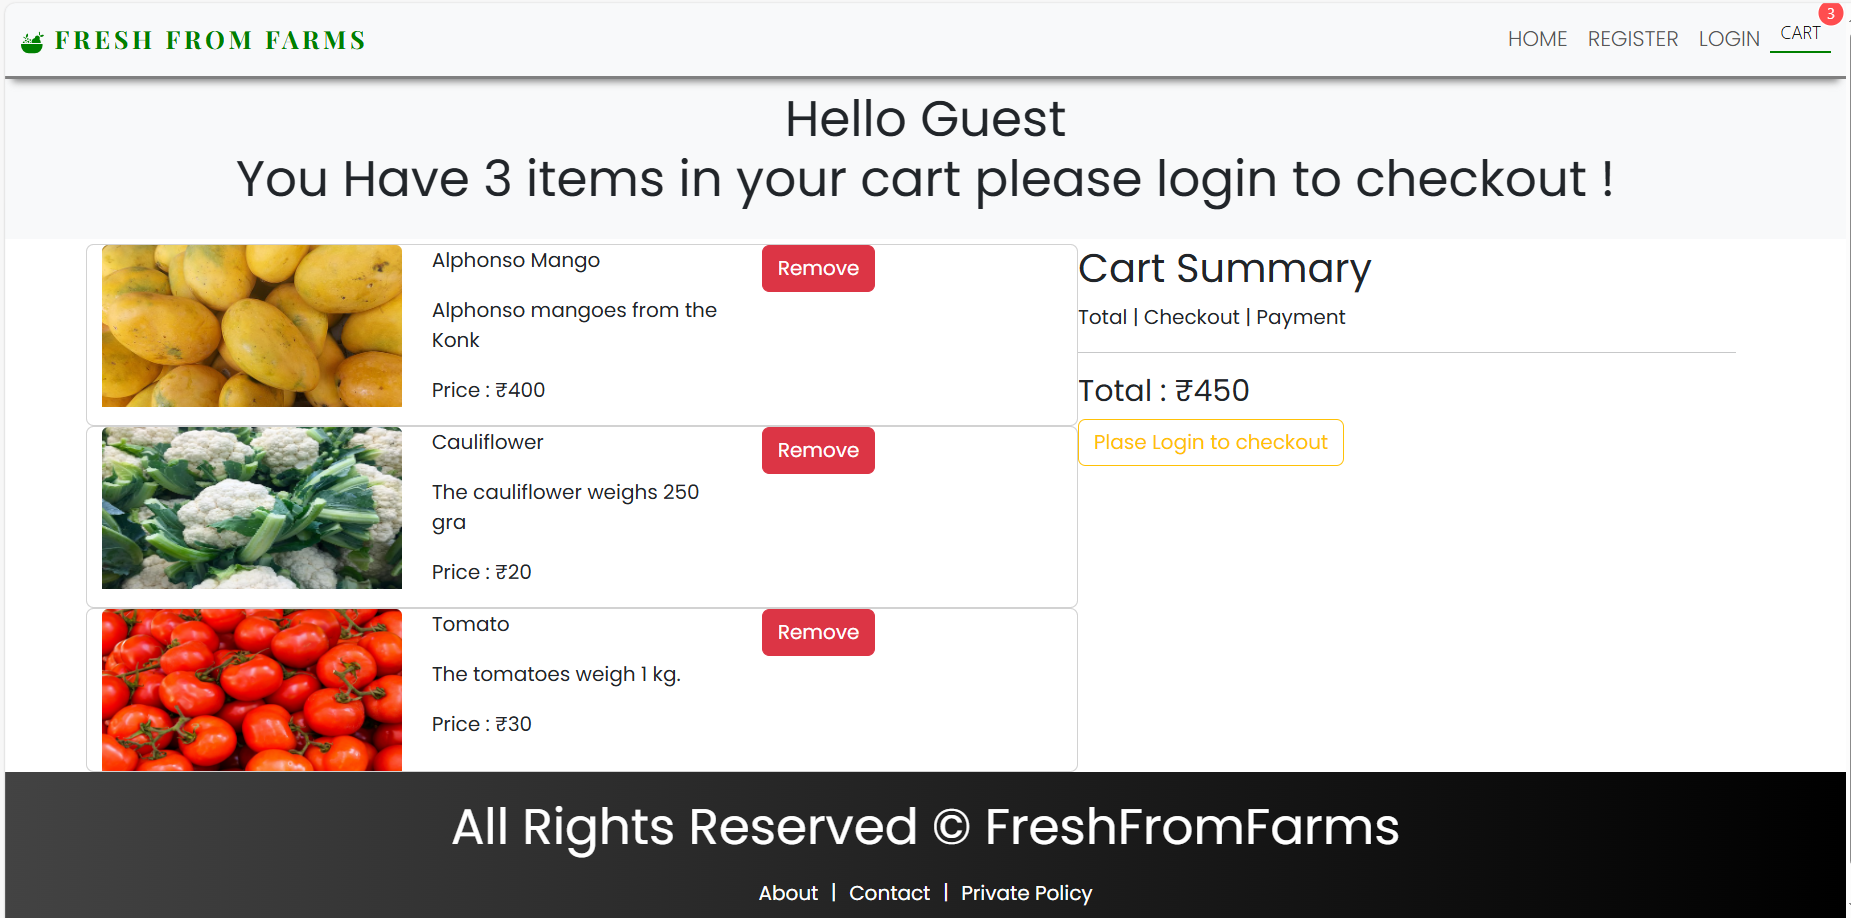 FRESH FROM FARMS
HOME REGISTER LOGIN CART 3
Hello Guest
You Have 3 items in your cart please login to checkout !
Alphonso Mango
Remove
Alphonso mangoes from the
Konk
Price : ₹400
Cauliflower
Remove
The cauliflower weighs 250
gra
Price : ₹20
Tomato
Remove
The tomatoes weigh 1 kg.
Price : ₹30
Cart Summary
Total | Checkout | Payment
Total : ₹450
Plase Login to checkout
All Rights Reserved © FreshFromFarms
About | Contact | Private Policy